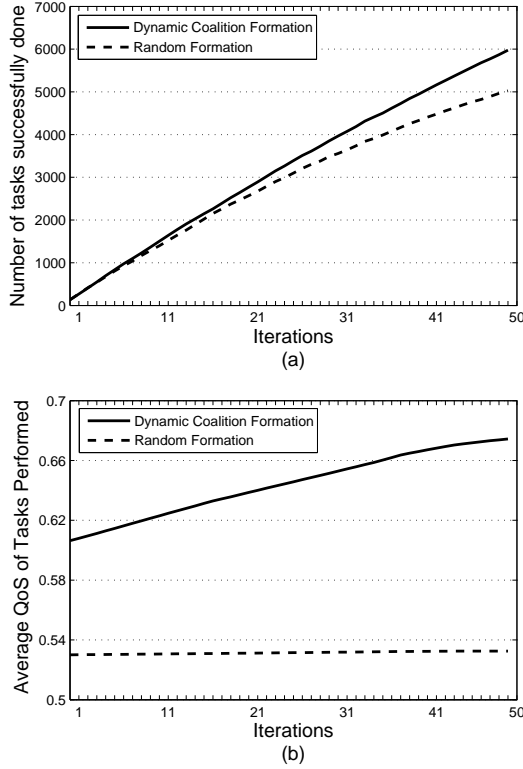 7000
6000
5000
4000
3000
2000
1000
0
Number of tasks successfully done
Dynamic Coalition Formation
Random Formation
1 11 21 31 41 50
Iterations
(a)
0.7
0.66
0.62
0.58
0.54
0.5
Average QoS of Tasks Performed
Dynamic Coalition Formation
Random Formation
1 11 21 31 41 50
Iterations
(b)